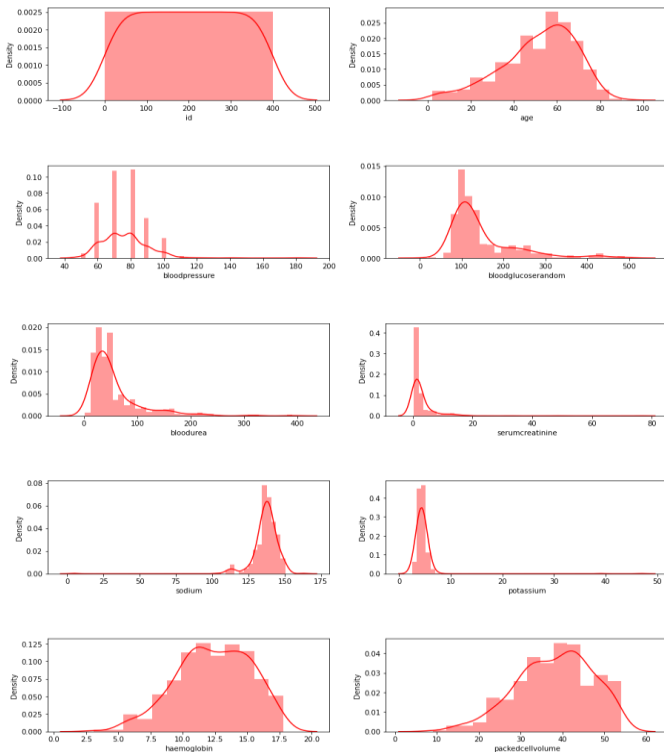 Density
0.0025
0.0020
0.0015
0.0010
0.0005
0.0000
−100 0 100 200 300 400 500
id
Density
0.025
0.020
0.015
0.010
0.005
0.000
0 20 40 60 80 100
age
Density
0.10
0.08
0.06
0.04
0.02
0.00
40 60 80 100 120 140 160 180 200
bloodpressure
Density
0.015
0.010
0.005
0.000
0 100 200 300 400 500
bloodglucoserandom
Density
0.020
0.015
0.010
0.005
0.000
0 100 200 300 400
bloodurea
Density
0.4
0.3
0.2
0.1
0.0
0 20 40 60 80
serumcreatinine
Density
0.08
0.06
0.04
0.02
0.00
0 25 50 75 100 125 150 175
sodium
Density
0.4
0.3
0.2
0.1
0.0
0 10 20 30 40 50
potassium
Density
0.125
0.100
0.075
0.050
0.025
0.000
0.0 2.5 5.0 7.5 10.0 12.5 15.0 17.5 20.0
haemoglobin
Density
0.04
0.03
0.02
0.01
0.00
0 10 20 30 40 50 60
packedcellvolume